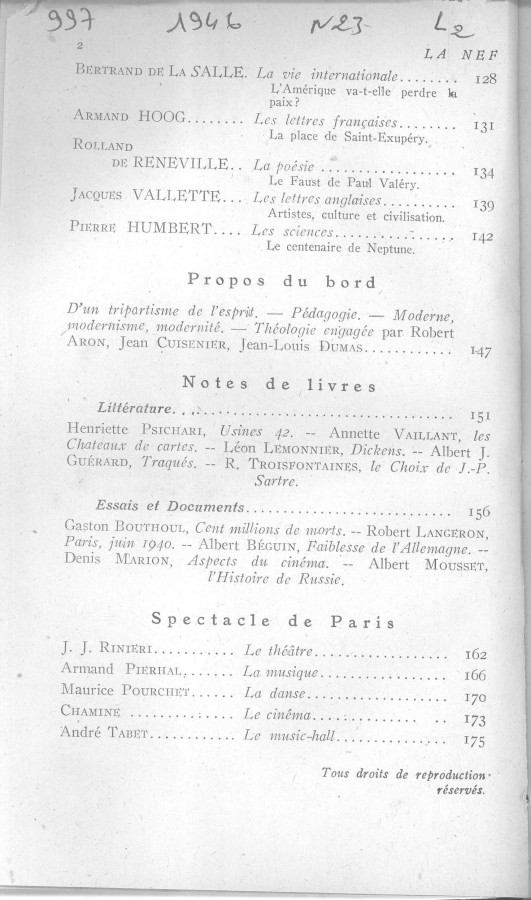 997 1946 N23 L2
2
LA NEF
BERTRAND DE LA SALLE. La vie internationale........ 128
L'Amérique va-t-elle perdre la
paix?
ARMAND HOOG........ Les lettres françaises........ 131
La place de Saint-Exupéry.
ROLLAND
DE RENEVILLE.. La poésie .................. 134
Le Faust de Paul Valéry.
JACQUES VALLETTE... Les lettres anglaises.......... 139
Artistes, culture et civilisation.
PIERRE HUMBERT.... Les sciences................ 142
Le centenaire de Neptune.
Propos du bord
D'un tripartisme de l'esprit. — Pédagogie. — Moderne,
modernisme, modernité. — Théologie engagée par Robert
ARON, Jean CUISENIER, Jean-Louis DUMAS............ 147
Notes de livres
Littérature.............................. 151
Henriette PSICHARI, Usines 42. -- Annette VAILLANT, les
Chateaux de cartes. -- Léon LEMONNIER, Dickens. -- Albert J.
GUÉRARD, Traqués. -- R. TROISFONTAINES, le Choix de J.-P.
Sartre.
Essais et Documents.......................... 156
Gaston BOUTHOUL, Cent millions de morts. -- Robert LANGERON,
Paris, juin 1940. -- Albert BÉGUIN, Faiblesse de l'Allemagne. --
Denis MARION, Aspects du cinéma. -- Albert MOUSSET,
l'Histoire de Russie.
Spectacle de Paris
J. J. RINIERI........... Le théâtre.................. 162
Armand PIERHAL....... La musique................. 166
Maurice POURCHET...... La danse................... 170
CHAMINE ............. Le cinéma............. .. .. 173
André TABET............ Le music-hall............... 175
Tous droits de reproduction
réservés.